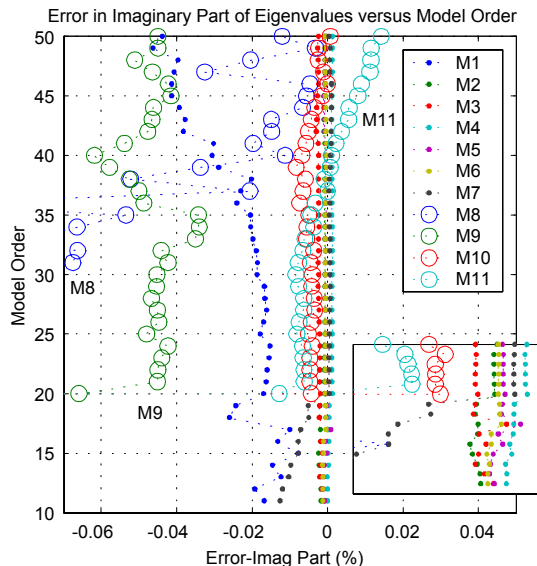 Error in Imaginary Part of Eigenvalues versus Model Order
50
45
40
35
30
25
20
15
10
Model Order
M1
M2
M3
M4
M5
M6
M7
M8
M9
M10
M11
M11
M8
M9
-0.06
-0.04
-0.02
0
0.02
0.04
Error-Imag Part (%)